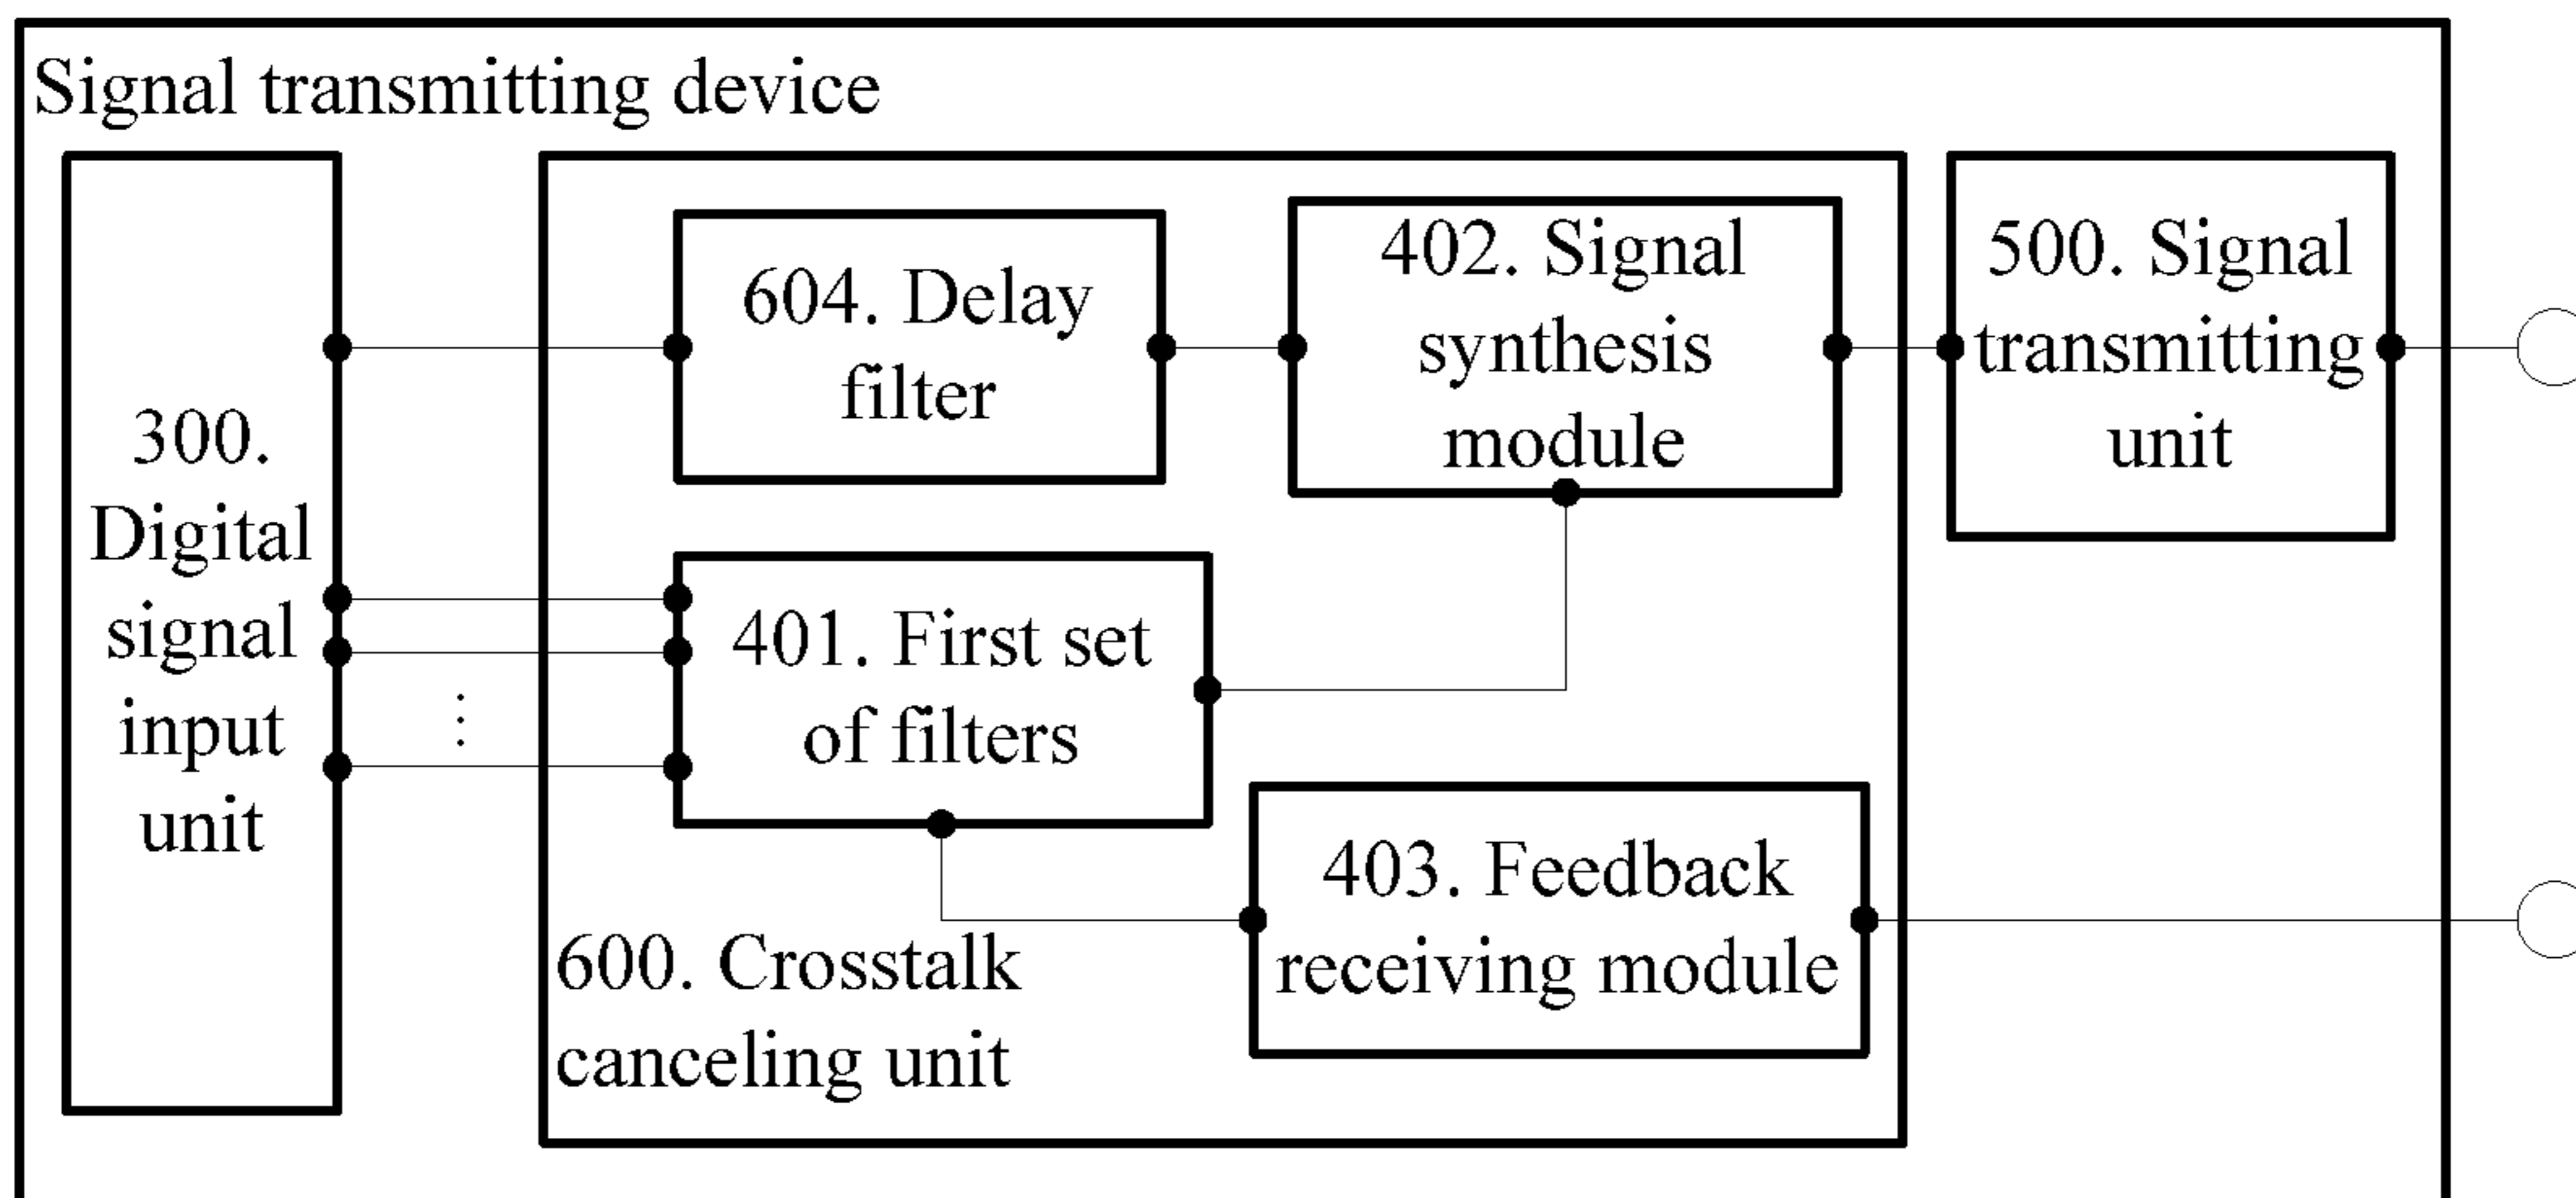 Signal transmitting device
300.
Digital
signal
input
unit
604. Delay
filter
402. Signal
synthesis
module
500. Signal
transmitting
unit
401. First set
of filters
403. Feedback
receiving module
600. Crosstalk
canceling unit